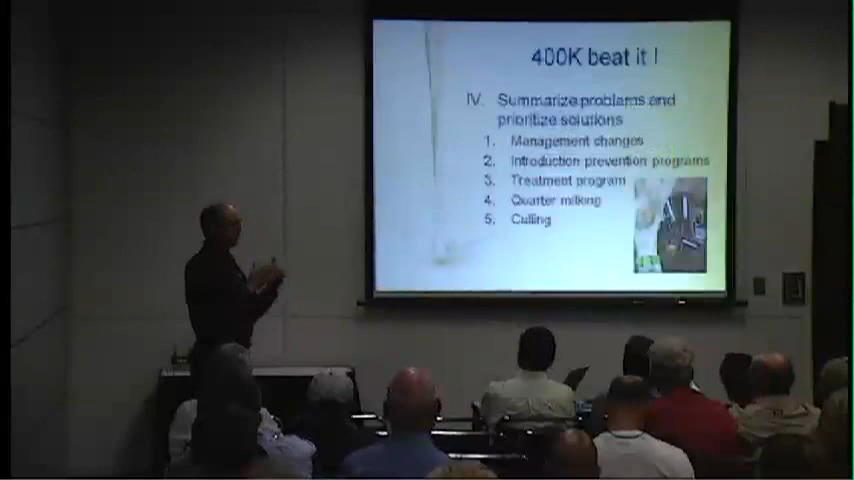 400K beat it !
IV. Summarize problems and
prioritize solutions
1. Management changes
2. Introduction prevention programs
3. Treatment program
4. Quarter milking
5. Culling